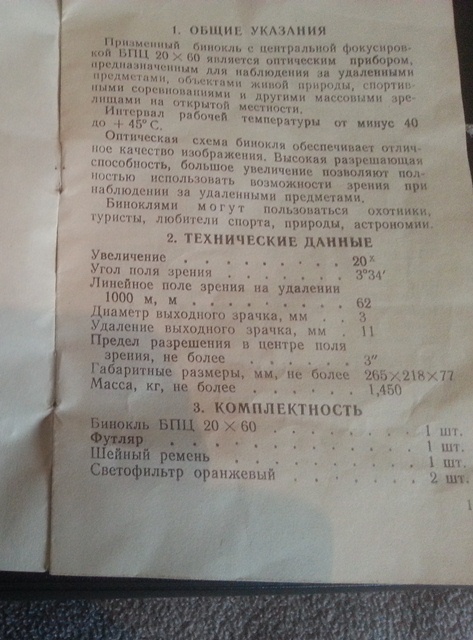 1. ОБЩИЕ УКАЗАНИЯ
Призменный бинокль с центральной фокусиров-
кой БПЦ 20×60 является оптическим прибором,
предназначенным для наблюдения за удаленными
предметами, объектами живой природы, спортив-
ными соревнованиями и другими массовыми зре-
лищами на открытой местности.
Интервал рабочей температуры от минус 40
до +45°С.
Оптическая схема бинокля обеспечивает отлич-
ное качество изображения. Высокая разрешающая
способность, большое увеличение позволяют пол-
ностью использовать возможности зрения при
наблюдении за удаленными предметами.
Биноклями могут пользоваться охотники,
туристы, любители спорта, природы, астрономии.
2. ТЕХНИЧЕСКИЕ ДАННЫЕ
Увеличение . . . . . . . . 20ˣ
Угол поля зрения . . . . . . . 3°34′
Линейное поле зрения на удалении
1000 м, м . . . . . . . . 62
Диаметр выходного зрачка, мм . . 3
Удаление выходного зрачка, мм . 11
Предел разрешения в центре поля
зрения, не более . . . . . . 3″
Габаритные размеры, мм, не более 265×218×77
Масса, кг, не более . . . . . . 1,450
3. КОМПЛЕКТНОСТЬ
Бинокль БПЦ 20×60 . . . . . . . 1 шт.
Футляр . . . . . . . . . . 1 шт.
Шейный ремень . . . . . . . . 1 шт.
Светофильтр оранжевый . . . . . . 2 шт.
1